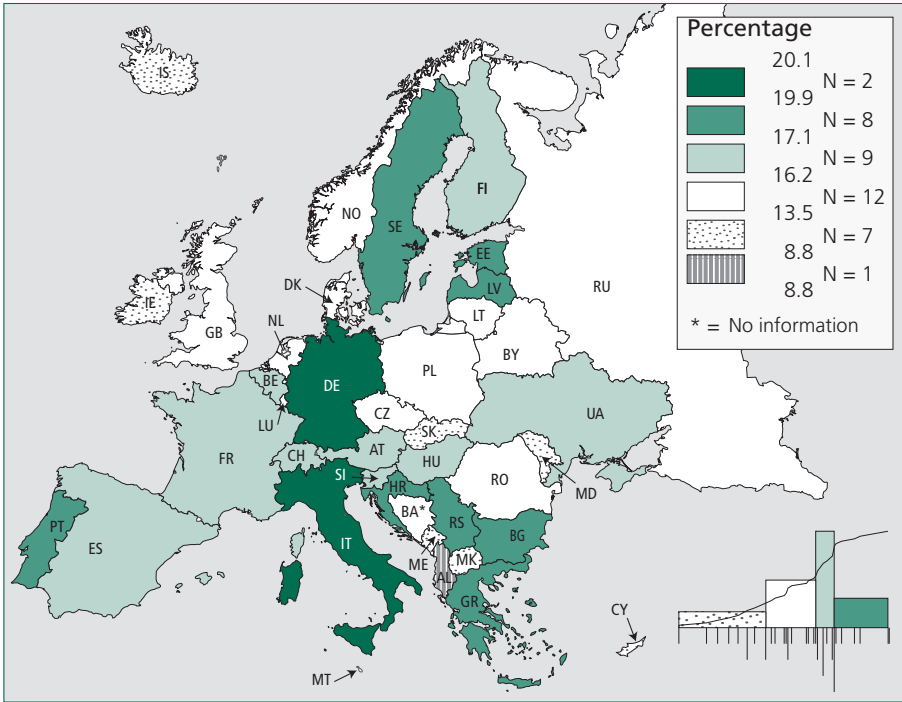 Percentage
20.1
N = 2
19.9
N = 8
17.1
N = 9
16.2
N = 12
13.5
N = 7
8.8
N = 1
8.8
* = No information
IS
NO
SE
FI
EE
LV
LT
RU
DK
IE
GB
NL
BE
LU
DE
PL
BY
CZ
SK
UA
FR
CH
AT
HU
SI
HR
RO
MD
BA*
RS
BG
PT
ES
IT
ME
MK
AL
GR
CY
MT